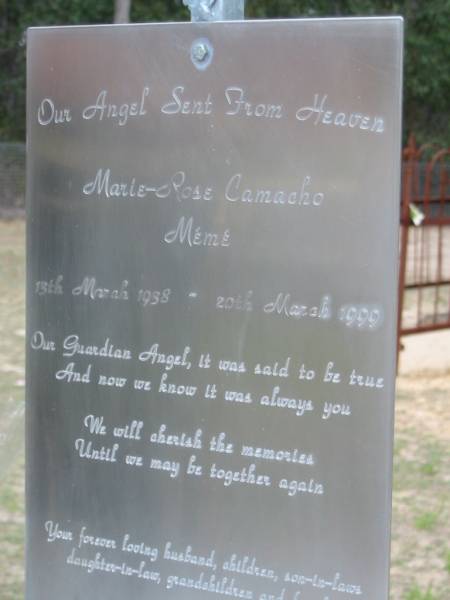 Our Angel Sent From Heaven
Marie-Rose Camacho
Mémé
13th March 1938 - 20th March 1999
Our Guardian Angel, it was said to be true
And now we know it was always you
We will cherish the memories
Until we may be together again
Your forever loving husband, children, son-in-laws
daughter-in-law, grandchildren and